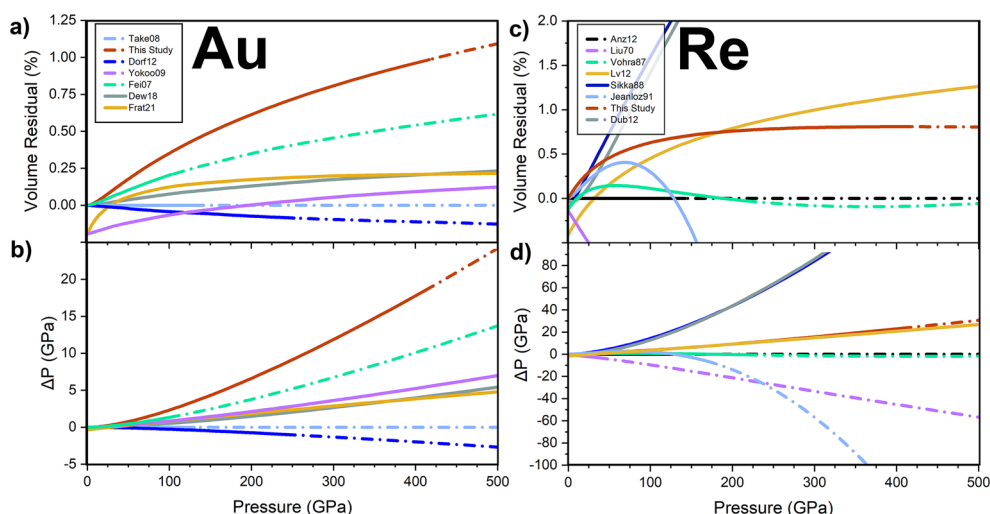 a)
Au
Take08
This Study
Dorf12
Yokoo09
Fei07
Dew18
Frat21
1.25
1.00
0.75
0.50
0.25
0.00
Volume Residual (%)
b)
20
15
10
5
0
-5
ΔP (GPa)
0
100
200
300
400
500
Pressure (GPa)
c)
Re
Anz12
Liu70
Vohra87
Lv12
Sikka88
Jeanloz91
This Study
Dub12
2.0
1.5
1.0
0.5
0.0
Volume Residual (%)
d)
80
60
40
20
0
-20
-40
-60
-80
-100
ΔP (GPa)
0
100
200
300
400
500
Pressure (GPa)